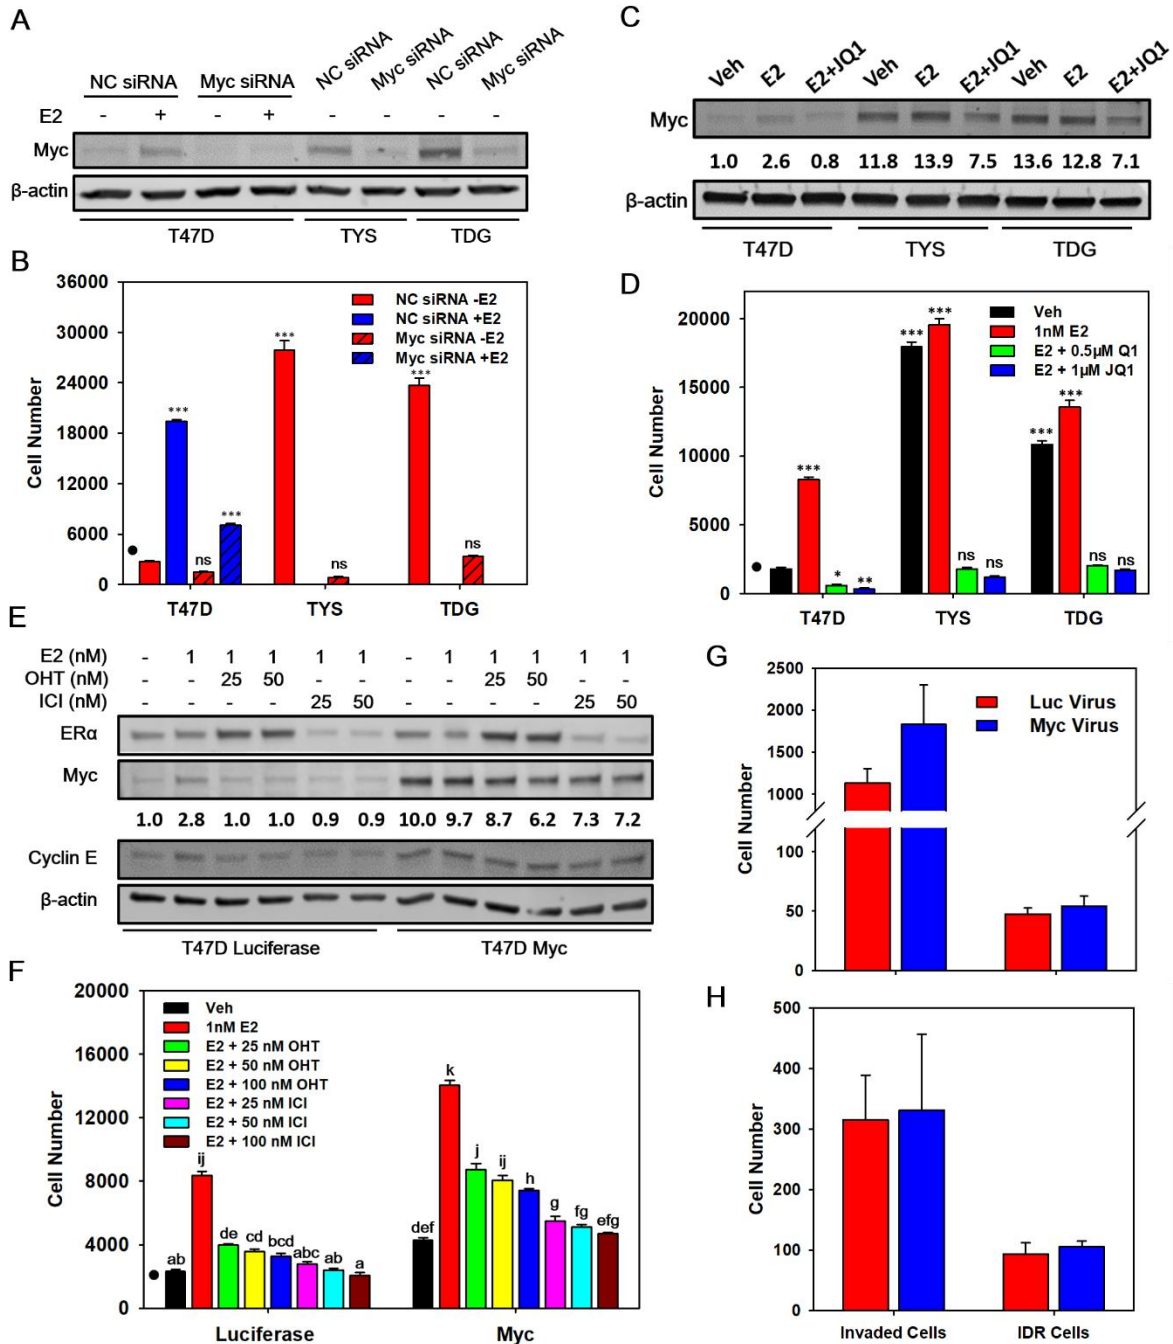 A
NC siRNA
Myc siRNA
NC siRNA
Myc siRNA
NC siRNA
Myc siRNA
E2 - + - + - - - -
Myc
β-actin
T47D TYS TDG
B
36000
30000
24000
18000
12000
6000
0
Cell Number
NC siRNA -E2
NC siRNA +E2
Myc siRNA -E2
Myc siRNA +E2
*** ns *** *** ns *** ns
T47D TYS TDG
C
Veh E2 E2+JQ1 Veh E2 E2+JQ1 Veh E2 E2+JQ1
Myc
1.0 2.6 0.8 11.8 13.9 7.5 13.6 12.8 7.1
β-actin
T47D TYS TDG
D
20000
15000
10000
5000
0
Cell Number
Veh
1nM E2
E2 + 0.5µM Q1
E2 + 1µM JQ1
*** * ** *** *** ns ns *** *** ns ns
T47D TYS TDG
E
E2 (nM) - 1 1 1 1 1 - 1 1 1 1 1
OHT (nM) - - 25 50 - - - - 25 50 - -
ICI (nM) - - - - 25 50 - - - - 25 50
ERα
Myc
1.0 2.8 1.0 1.0 0.9 0.9 10.0 9.7 8.7 6.2 7.3 7.2
Cyclin E
β-actin
T47D Luciferase T47D Myc
F
20000
16000
12000
8000
4000
0
Cell Number
Veh
1nM E2
E2 + 25 nM OHT
E2 + 50 nM OHT
E2 + 100 nM OHT
E2 + 25 nM ICI
E2 + 50 nM ICI
E2 + 100 nM ICI
ab ij de cd bcd abc ab a
def k j ij h g fg efg
Luciferase Myc
G
2500
2000
1500
1000
100
50
0
Cell Number
Luc Virus
Myc Virus
H
500
400
300
200
100
0
Cell Number
Invaded Cells IDR Cells